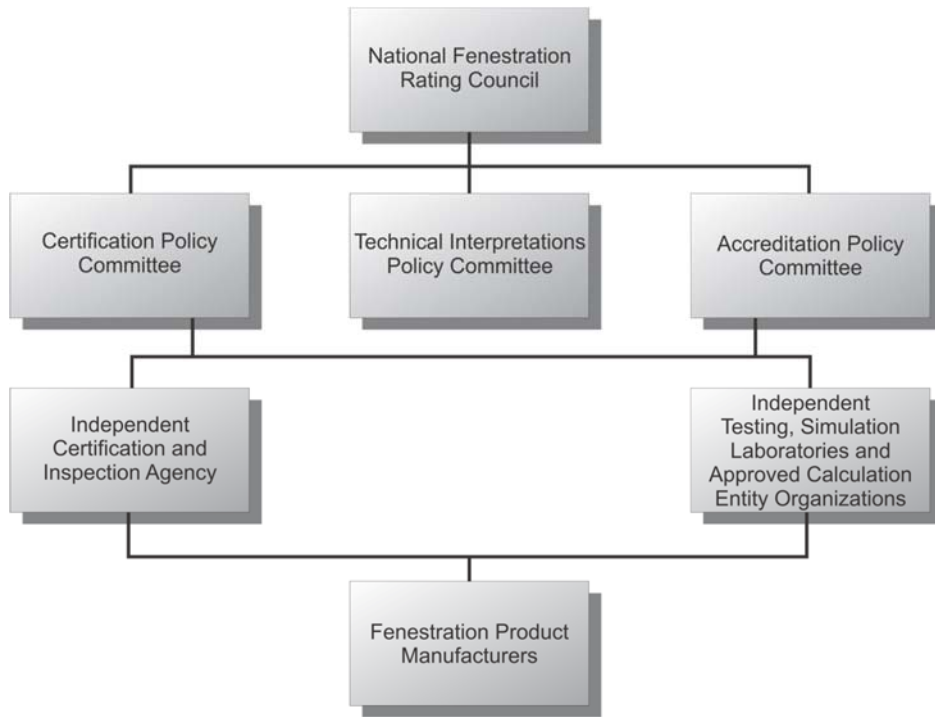 National Fenestration
Rating Council
Certification Policy
Committee
Technical Interpretations
Policy Committee
Accreditation Policy
Committee
Independent
Certification and
Inspection Agency
Independent
Testing, Simulation
Laboratories and
Approved Calculation
Entity Organizations
Fenestration Product
Manufacturers